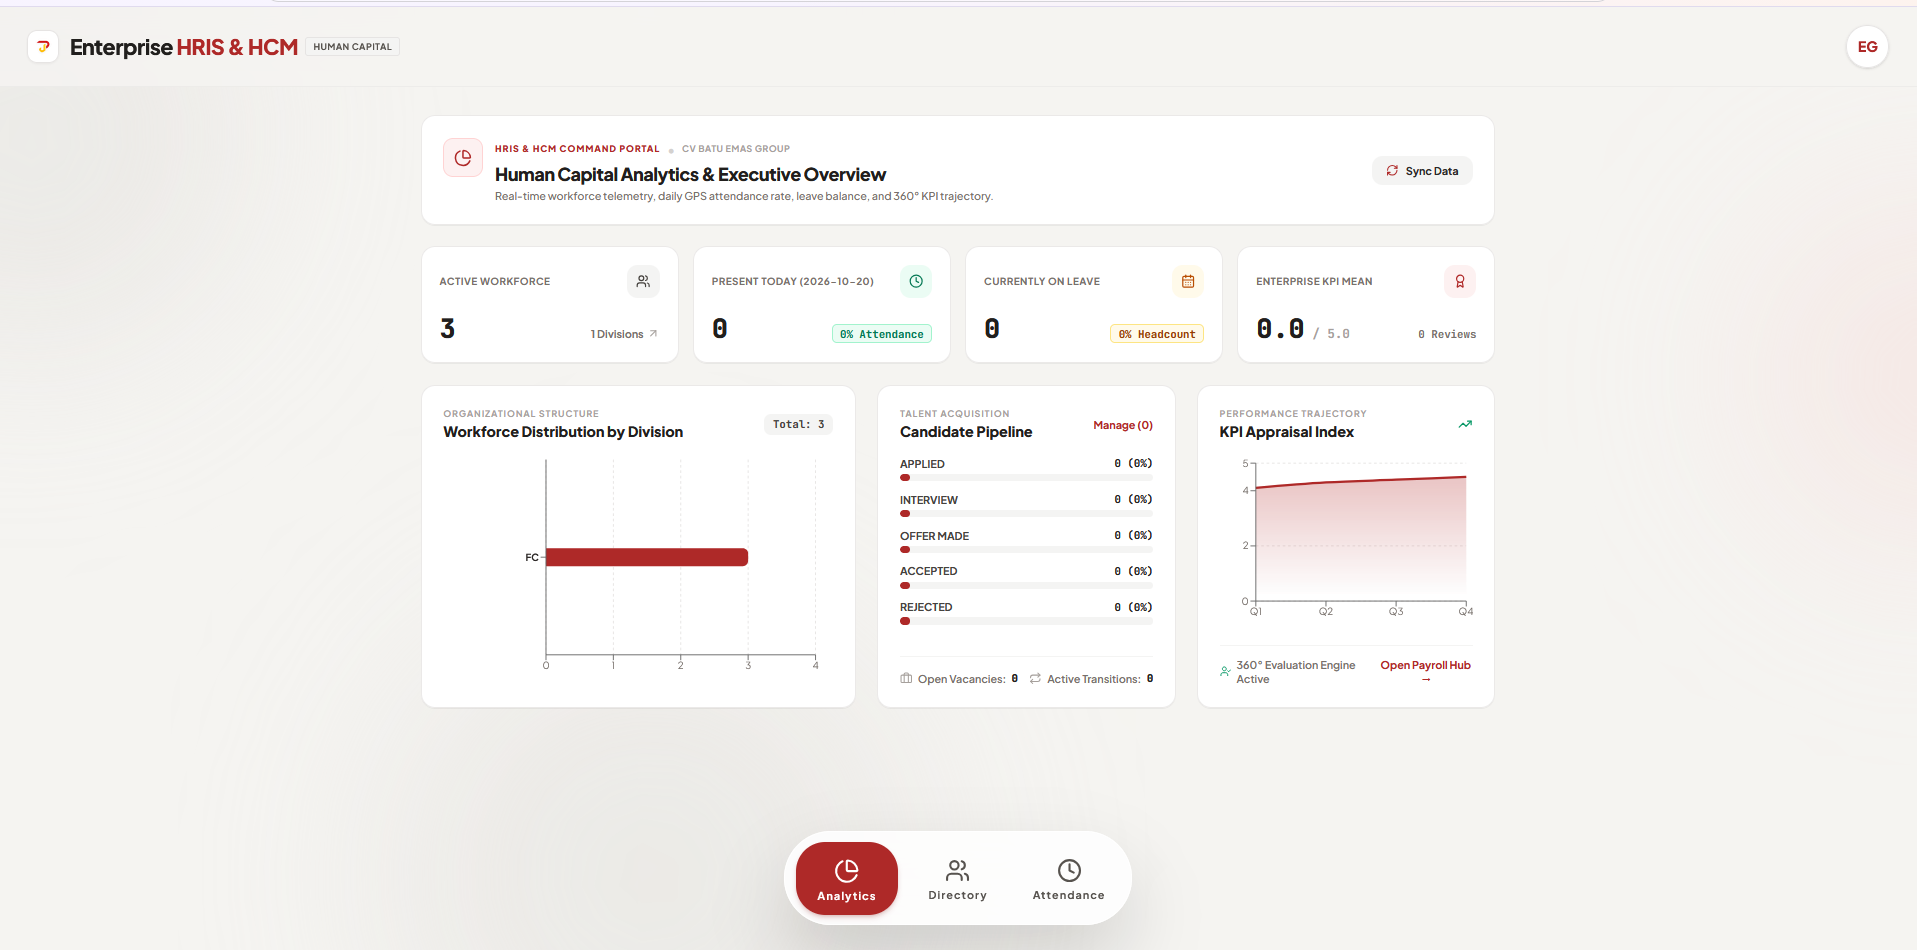 Enterprise HRIS & HCM
HUMAN CAPITAL
EG
HRIS & HCM COMMAND PORTAL
CV BATU EMAS GROUP
Human Capital Analytics & Executive Overview
Real-time workforce telemetry, daily GPS attendance rate, leave balance, and 360° KPI trajectory.
Sync Data
ACTIVE WORKFORCE
3
1 Divisions
PRESENT TODAY (2026-10-20)
0
0% Attendance
CURRENTLY ON LEAVE
0
0% Headcount
ENTERPRISE KPI MEAN
0.0 / 5.0
0 Reviews
ORGANIZATIONAL STRUCTURE
Workforce Distribution by Division
Total: 3
FC
0 1 2 3 4
TALENT ACQUISITION
Candidate Pipeline
Manage (0)
APPLIED 0 (0%)
INTERVIEW 0 (0%)
OFFER MADE 0 (0%)
ACCEPTED 0 (0%)
REJECTED 0 (0%)
Open Vacancies: 0
Active Transitions: 0
PERFORMANCE TRAJECTORY
KPI Appraisal Index
5
4
2
0
Q1 Q2 Q3 Q4
360° Evaluation Engine
Active
Open Payroll Hub
→
Analytics
Directory
Attendance